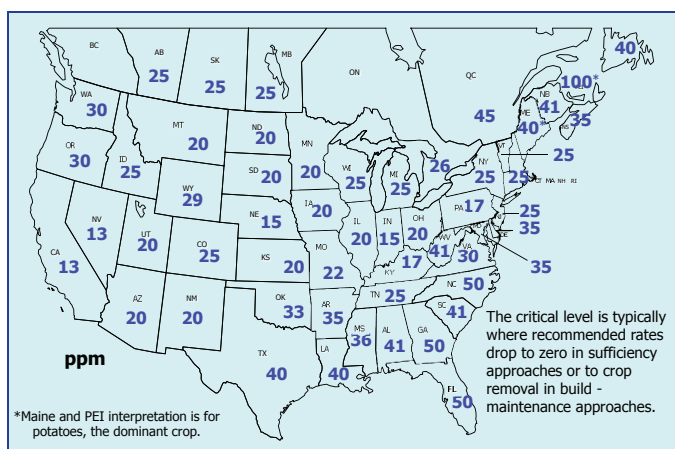 BC
AB
25
SK
25
MB
25
ON
QC
45
40
100*
NB
41
ME
40*
NS
35
WA
30
MT
20
ND
20
MN
20
OR
30
ID
25
WY
29
SD
20
WI
25
MI
25
26
NY
25
VT
25
25
CT MA NH RI
NV
13
UT
20
CO
25
NE
15
IA
20
IL
20
IN
15
OH
20
PA
17
25
35
35
CA
13
KS
20
MO
22
KY
17
WV
41
VA
30
AZ
20
NM
20
OK
33
AR
35
TN
25
NC
50
SC
41
MS
36
AL
41
GA
50
TX
40
LA
40
FL
50
ppm
The critical level is typically
where recommended rates
drop to zero in sufficiency
approaches or to crop
removal in build -
maintenance approaches.
*Maine and PEI interpretation is for
potatoes, the dominant crop.